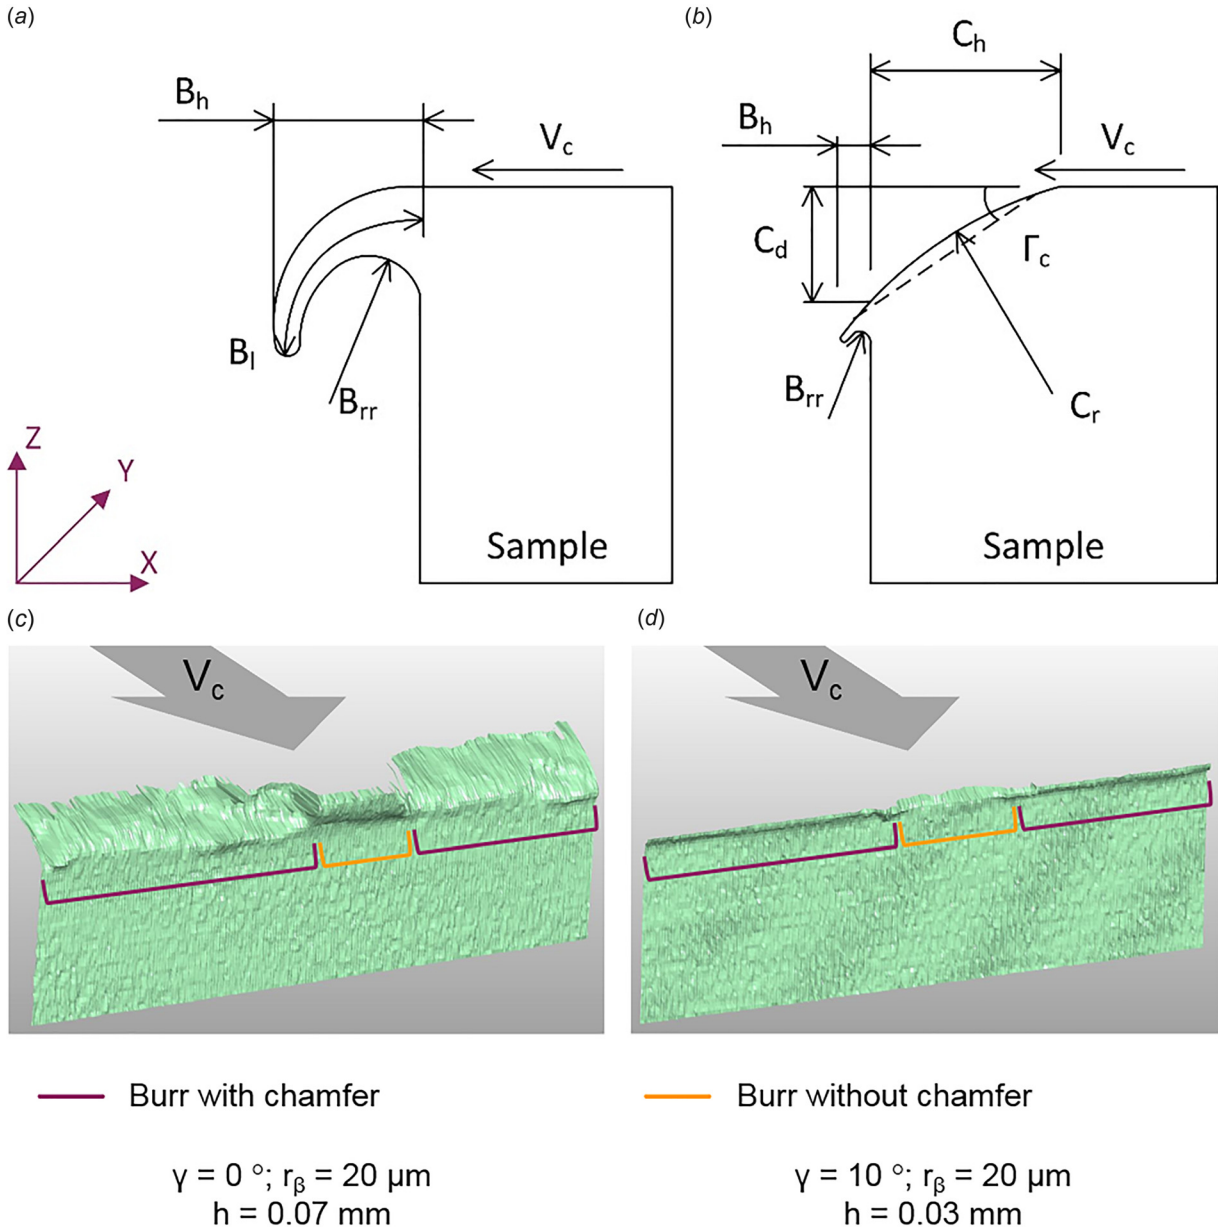 (a)
(b)
C_h
B_h
B_h
V_c
V_c
C_d
Γ_c
B_l
B_rr
B_rr
C_r
Z
Y
X
Sample
Sample
(c)
(d)
V_c
V_c
Burr with chamfer
Burr without chamfer
γ = 0 °; r_β = 20 µm
h = 0.07 mm
γ = 10 °; r_β = 20 µm
h = 0.03 mm